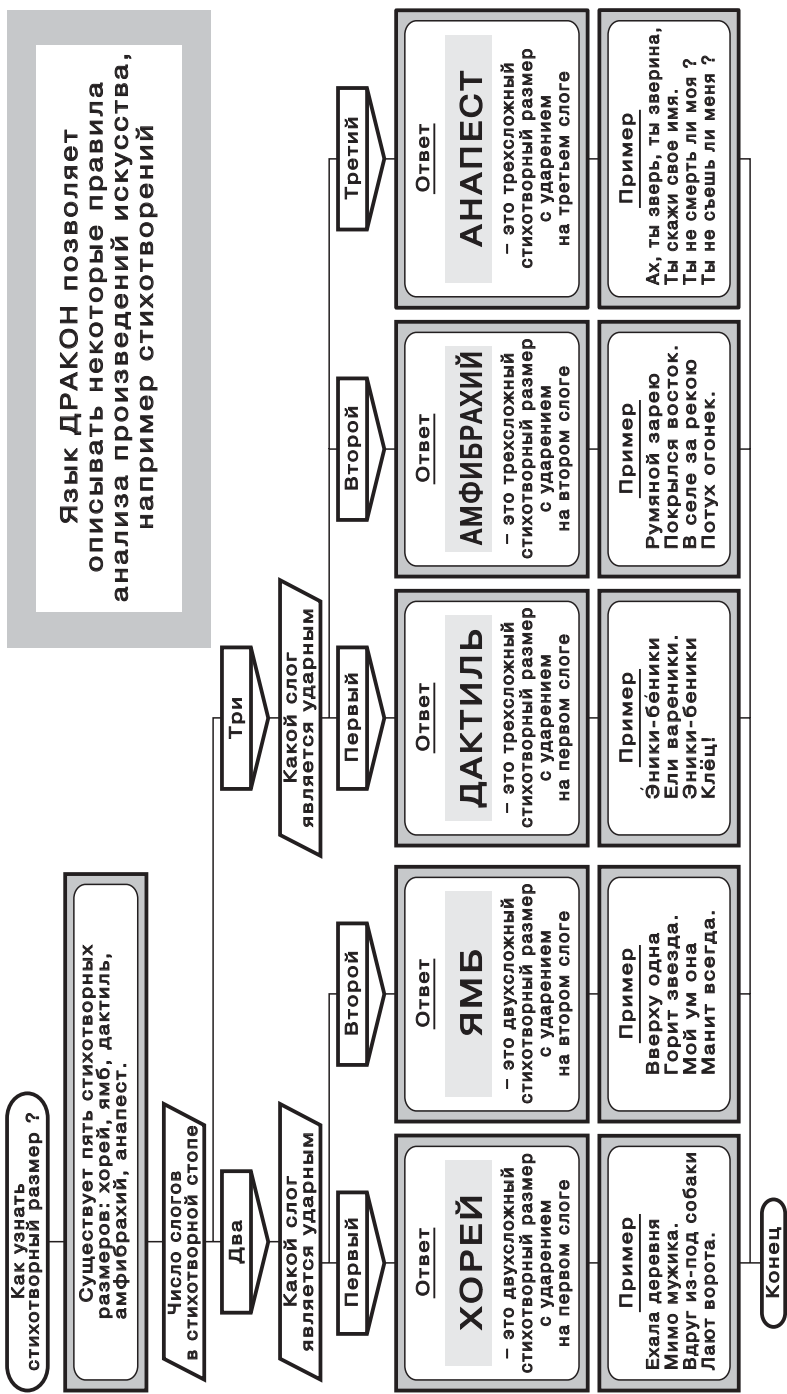 Как узнать
стихотворный размер ?
Язык ДРАКОН позволяет
описывать некоторые правила
анализа произведений искусства,
например стихотворений
Существует пять стихотворных
размеров: хорей, ямб, дактиль,
амфибрахий, анапест.
Число слогов
в стихотворной стопе
Два
Три
Какой слог
является ударным
Какой слог
является ударным
Первый
Второй
Первый
Второй
Третий
Ответ
ХОРЕЙ
– это двухсложный
стихотворный размер
с ударением
на первом слоге
Ответ
ЯМБ
– это двухсложный
стихотворный размер
с ударением
на втором слоге
Ответ
ДАКТИЛЬ
– это трехсложный
стихотворный размер
с ударением
на первом слоге
Ответ
АМФИБРАХИЙ
– это трехсложный
стихотворный размер
с ударением
на втором слоге
Ответ
АНАПЕСТ
– это трехсложный
стихотворный размер
с ударением
на третьем слоге
Пример
Ехала деревня
Мимо мужика.
Вдруг из-под собаки
Лают ворота.
Пример
Вверху одна
Горит звезда.
Мой ум она
Манит всегда.
Пример
Э́ники-бе́ники
Ели вареники.
Эники-беники
Клёц!
Пример
Румяной зарею
Покрылся восток.
В селе за рекою
Потух огонек.
Пример
Ах, ты зверь, ты зверина,
Ты скажи свое имя.
Ты не смерть ли моя ?
Ты не съешь ли меня ?
Конец